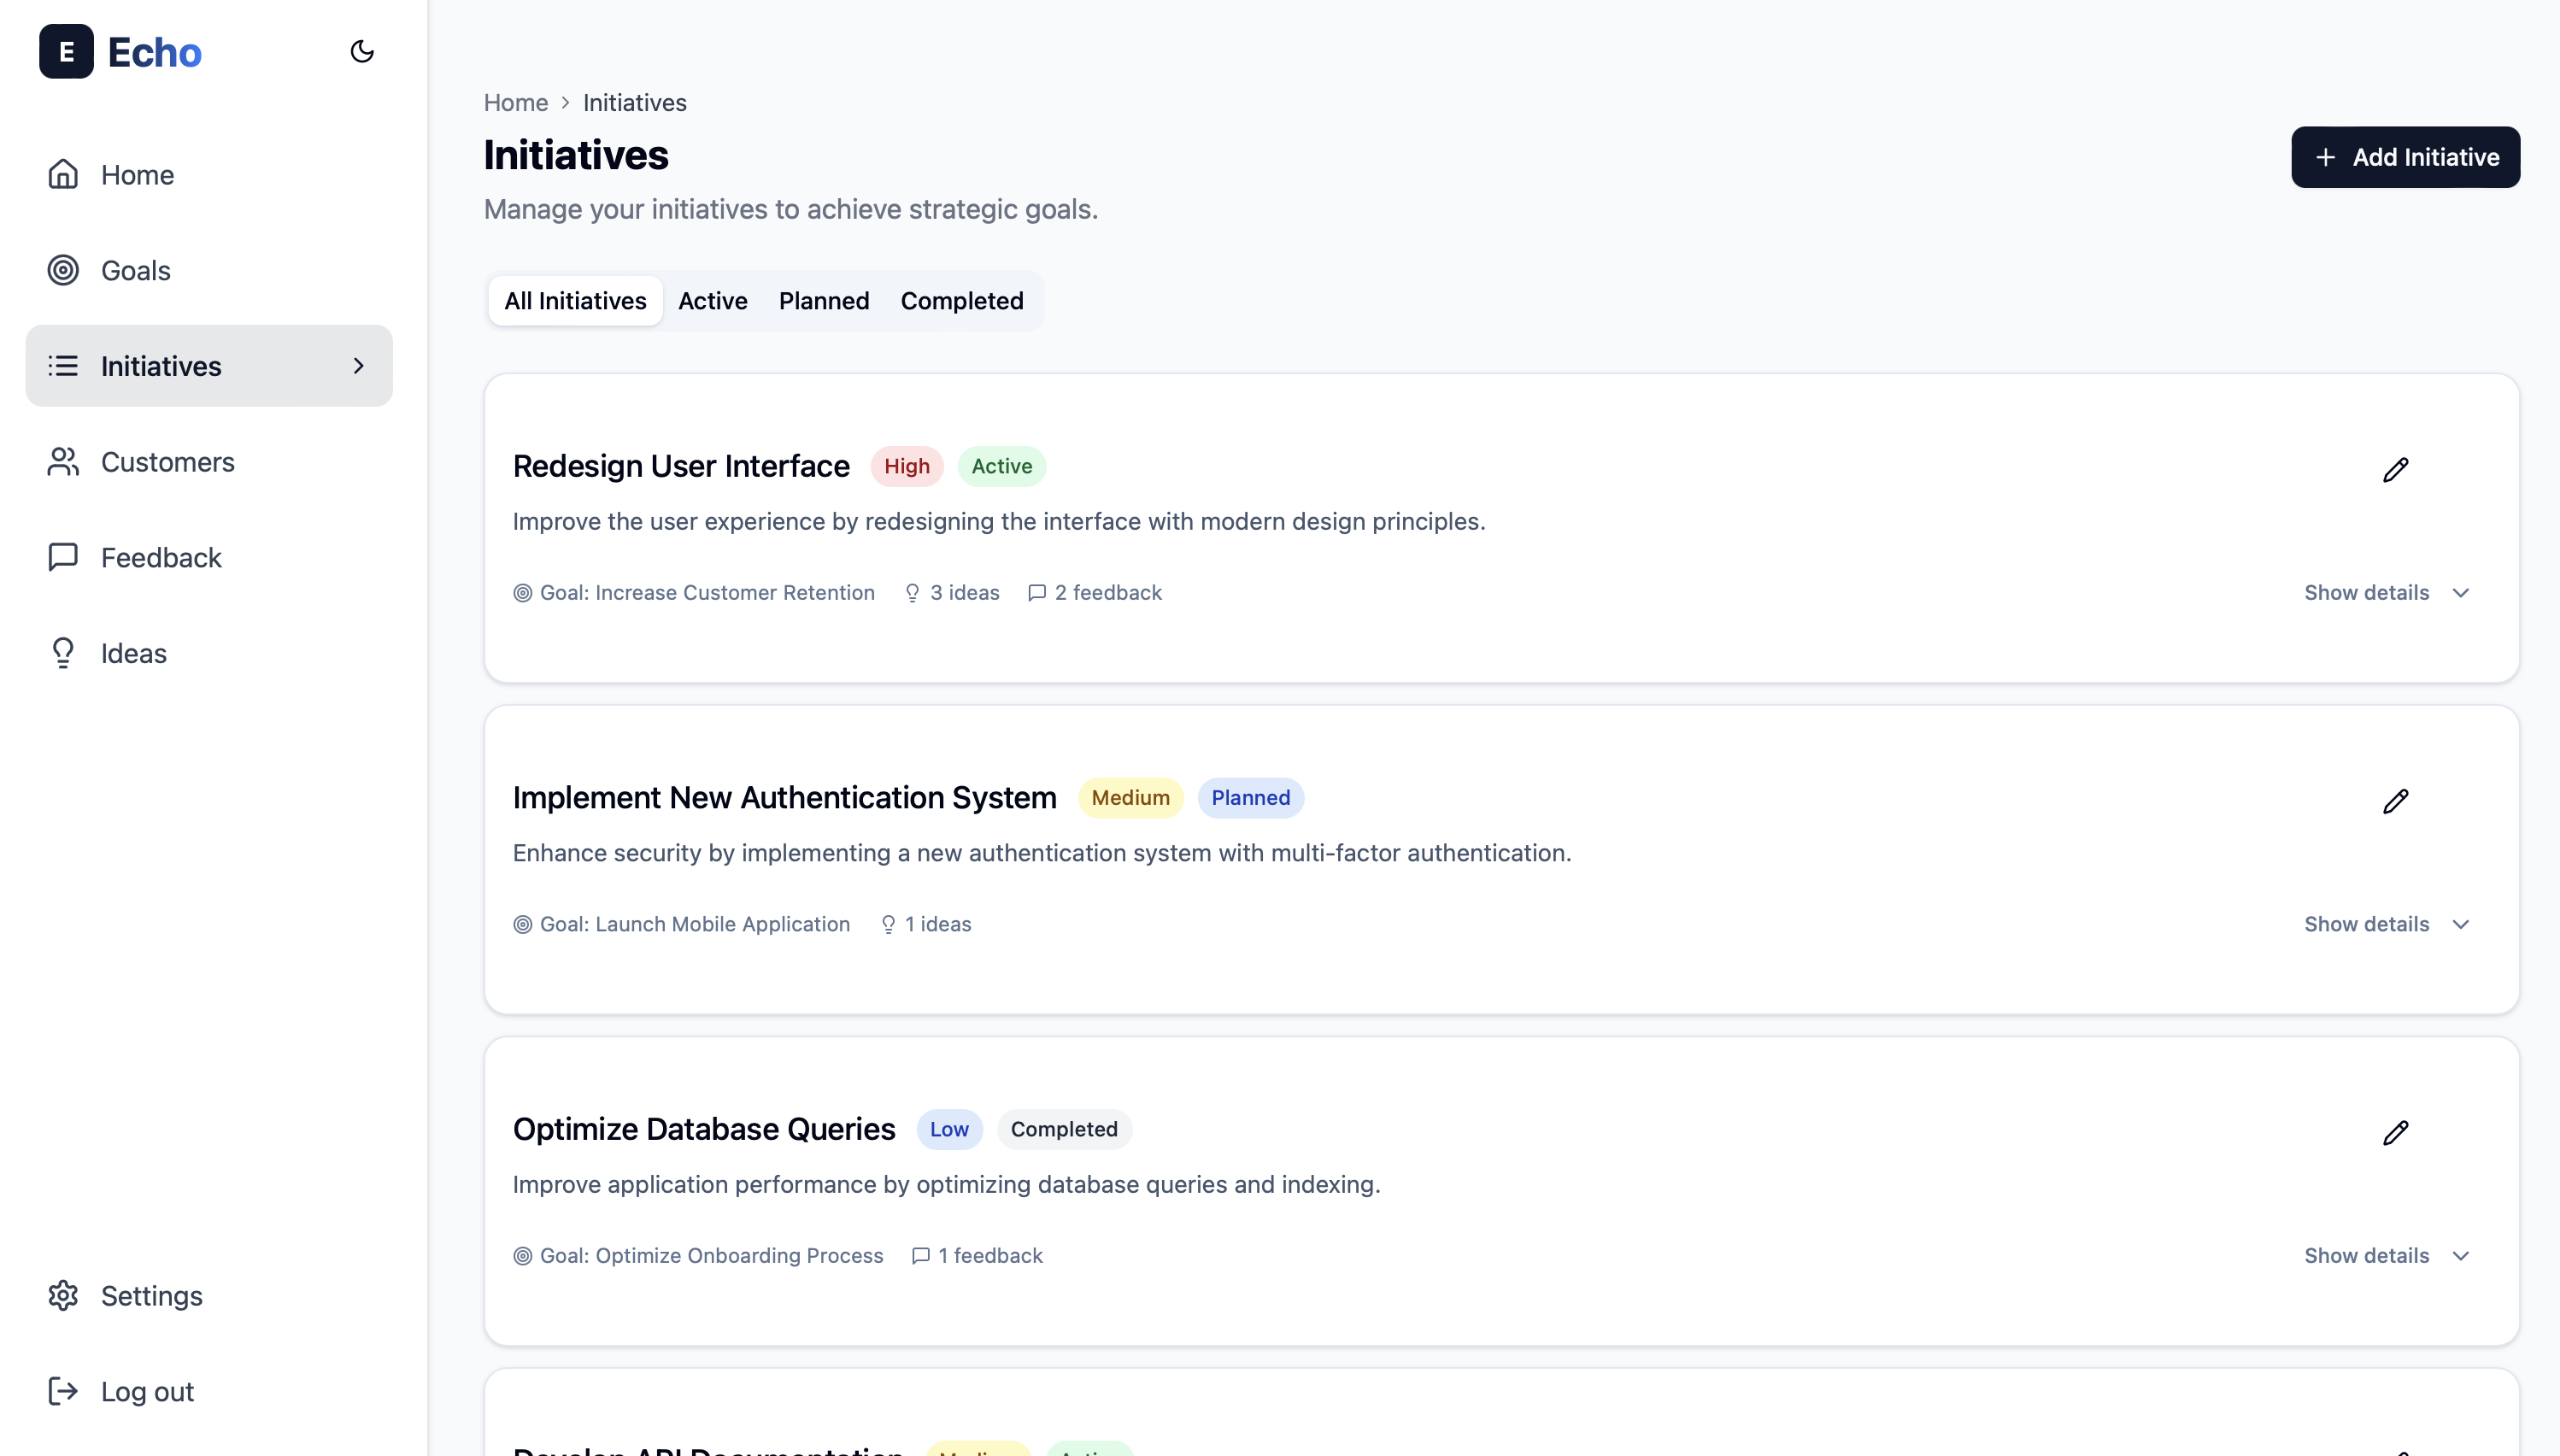 E Echo
Home
Goals
Initiatives
Customers
Feedback
Ideas
Settings
Log out
Home > Initiatives
Initiatives
Manage your initiatives to achieve strategic goals.
+ Add Initiative
All Initiatives Active Planned Completed
Redesign User Interface High Active
Improve the user experience by redesigning the interface with modern design principles.
Goal: Increase Customer Retention 3 ideas 2 feedback Show details
Implement New Authentication System Medium Planned
Enhance security by implementing a new authentication system with multi-factor authentication.
Goal: Launch Mobile Application 1 ideas Show details
Optimize Database Queries Low Completed
Improve application performance by optimizing database queries and indexing.
Goal: Optimize Onboarding Process 1 feedback Show details
Develop API Documentation Medium Active